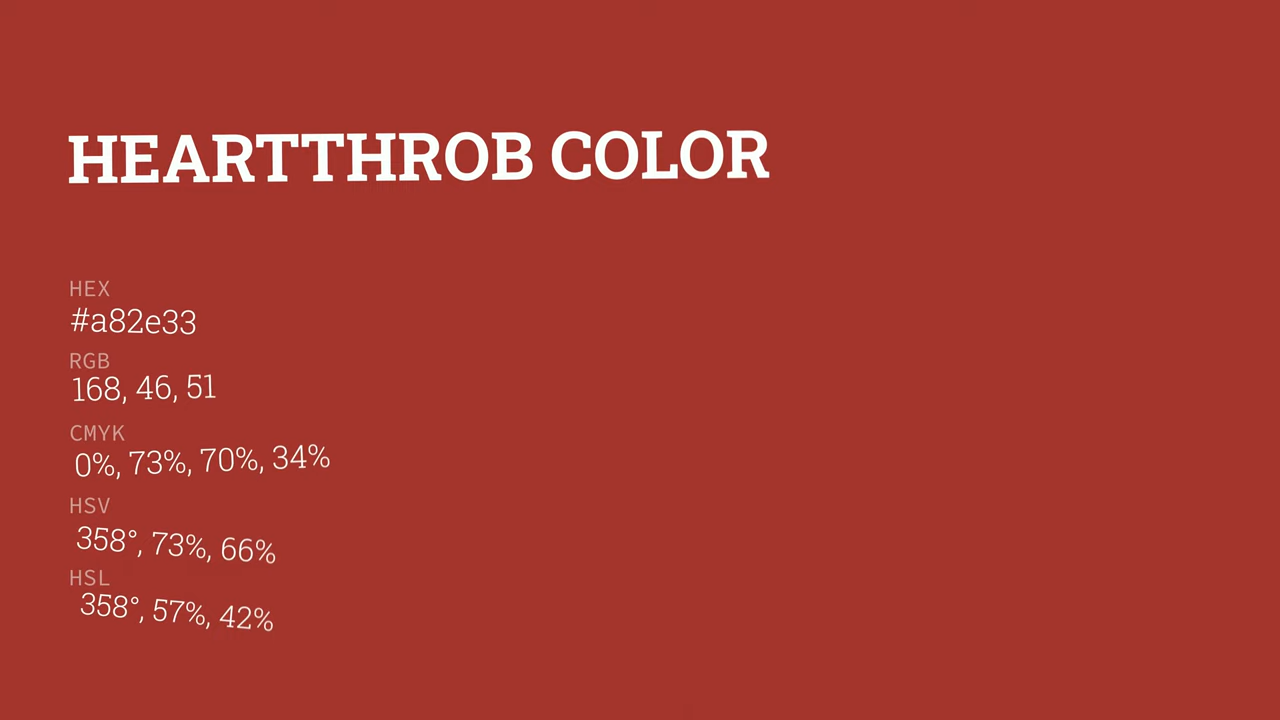 HEARTTHROB COLOR
HEX
#a82e33
RGB
168, 46, 51
CMYK
0%, 73%, 70%, 34%
HSV
358°, 73%, 66%
HSL
358°, 57%, 42%